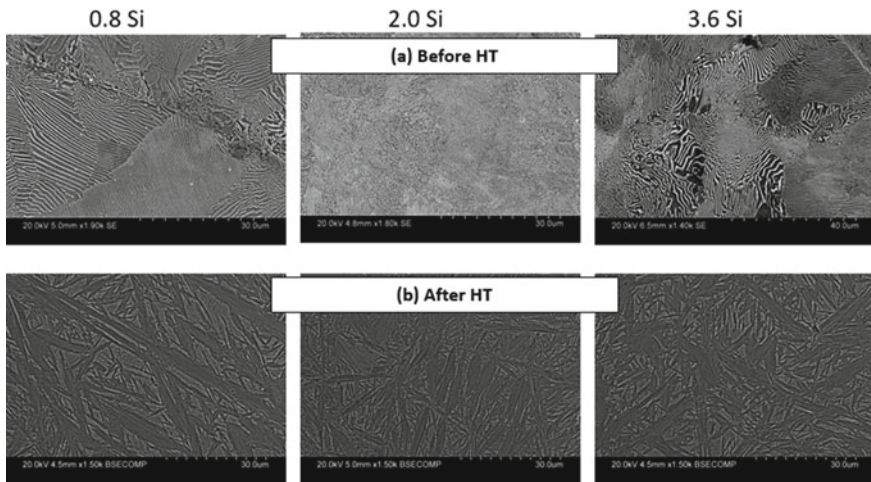 0.8 Si 2.0 Si 3.6 Si
(a) Before HT
20.0kV 5.0mm x1.90k SE 30.0um
20.0kV 4.8mm x1.80k SE 30.0um
20.0kV 6.5mm x1.40k SE 40.0um
(b) After HT
20.0kV 4.5mm x1.50k BSECOMP 30.0um
20.0kV 5.0mm x1.50k BSECOMP 30.0um
20.0kV 4.5mm x1.50k BSECOMP 30.0um